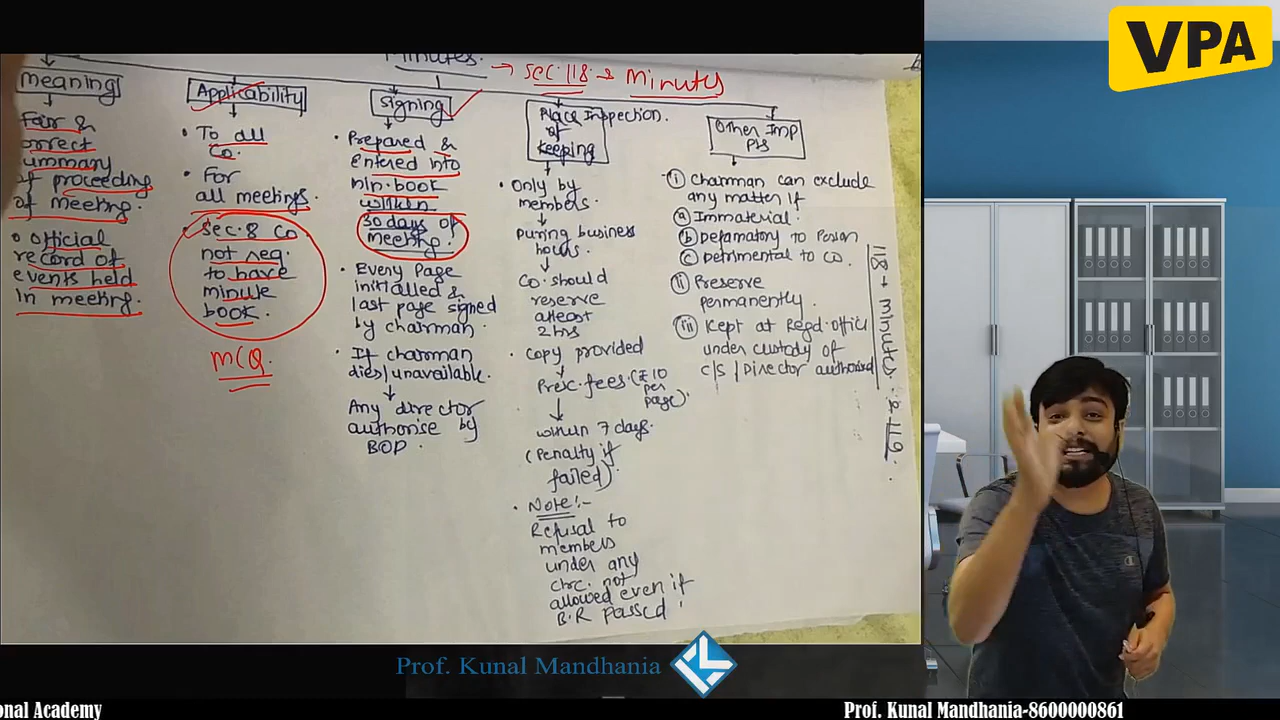 VPA
Minutes. → Sec.118 → Minutes
Meaning
Fair &
correct
summary
of proceeding
of meeting.
• Official
record of
events held
in meeting.
Applicability
• To all
Co.
• For
all meetings
• Sec.8 Co
not req.
to have
minute
book.
MCQ
Signing
• Prepared &
Entered into
Min.book
within
30 days of
meeting.
• Every Page
initialled &
last page signed
by chairman.
• If chairman
dies/unavailable.
Any director
authorise by
BOD.
Place Inspection.
of
keeping
• Only by
members.
During business
hours.
Co.should
reserve
atleast
2 hrs
• Copy provided
Presc.fees.(₹10
per
page).
within 7 days.
(Penalty if
failed)
• Note:-
Refusal to
members
under any
circ. not
allowed even if
B.R Passed
Other Imp
Pts
(i) Chairman can exclude
any matter if
(a) Immaterial.
(b) Defamatory to Person
(c) Detrimental to CO.
(ii) Preserve
permanently.
(iii) Kept at Regd.office
under custody of
C/S / Director authorised
118 → Minutes. & 119.
Prof. Kunal Mandhania
onal Academy
Prof. Kunal Mandhania-8600000861